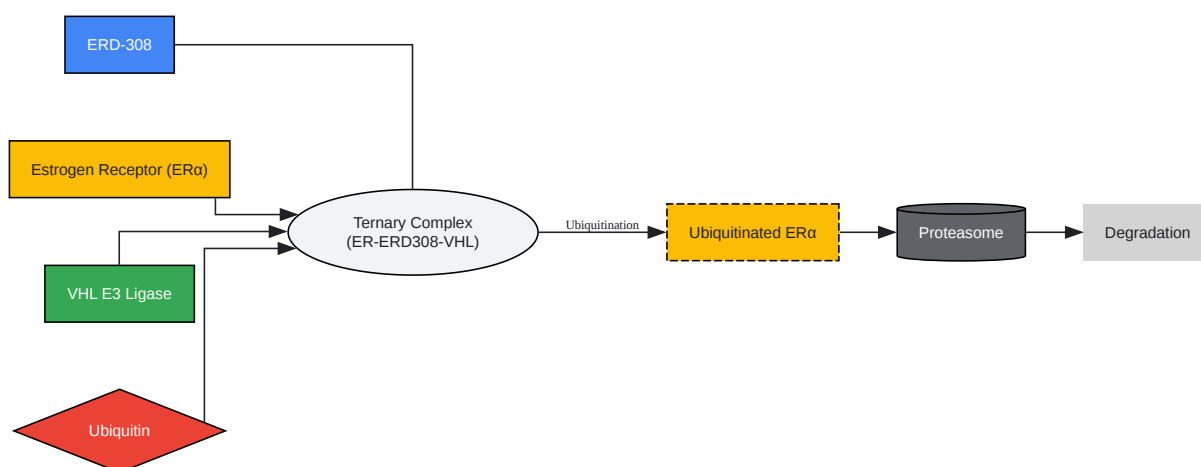 ERD-308
Estrogen Receptor (ERα)
VHL E3 Ligase
Ubiquitin
Ternary Complex
(ER-ERD308-VHL)
Ubiquitination
Ubiquitinated ERα
Proteasome
Degradation